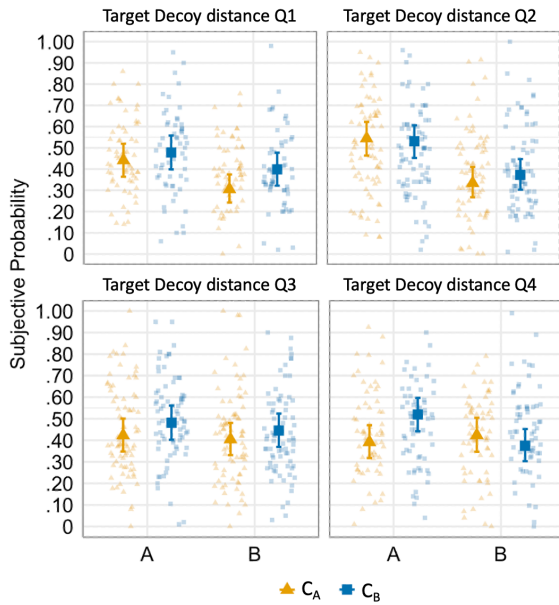 Target Decoy distance Q1
Target Decoy distance Q2
Subjective Probability
1.00
.90
.80
.70
.60
.50
.40
.30
.20
.10
0
Target Decoy distance Q3
Target Decoy distance Q4
1.00
.90
.80
.70
.60
.50
.40
.30
.20
.10
0
A
B
A
B
C_A
C_B